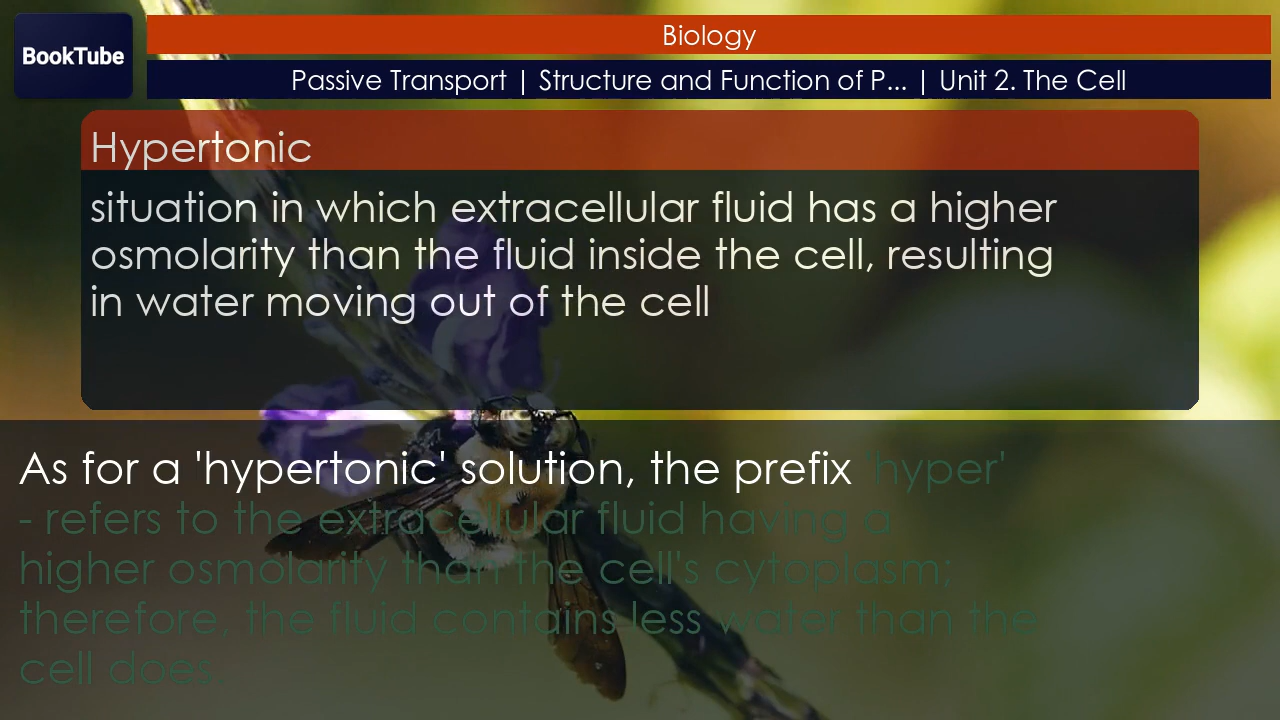 BookTube
Biology
Passive Transport | Structure and Function of P... | Unit 2. The Cell
Hypertonic
situation in which extracellular fluid has a higher
osmolarity than the fluid inside the cell, resulting
in water moving out of the cell
As for a 'hypertonic' solution, the prefix 'hyper'
- refers to the extracellular fluid having a
higher osmolarity than the cell's cytoplasm;
therefore, the fluid contains less water than the
cell does.